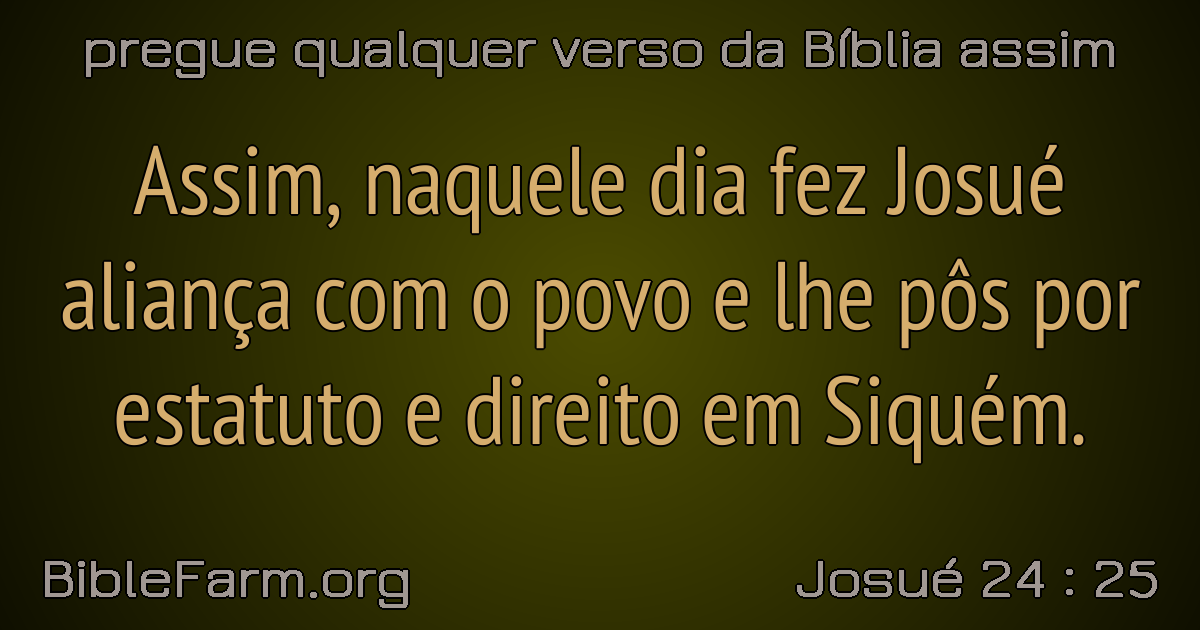 pregue qualquer verso da Bíblia assim
Assim, naquele dia fez Josué
aliança com o povo e lhe pôs por
estatuto e direito em Siquém.
BibleFarm.org
Josué 24 : 25